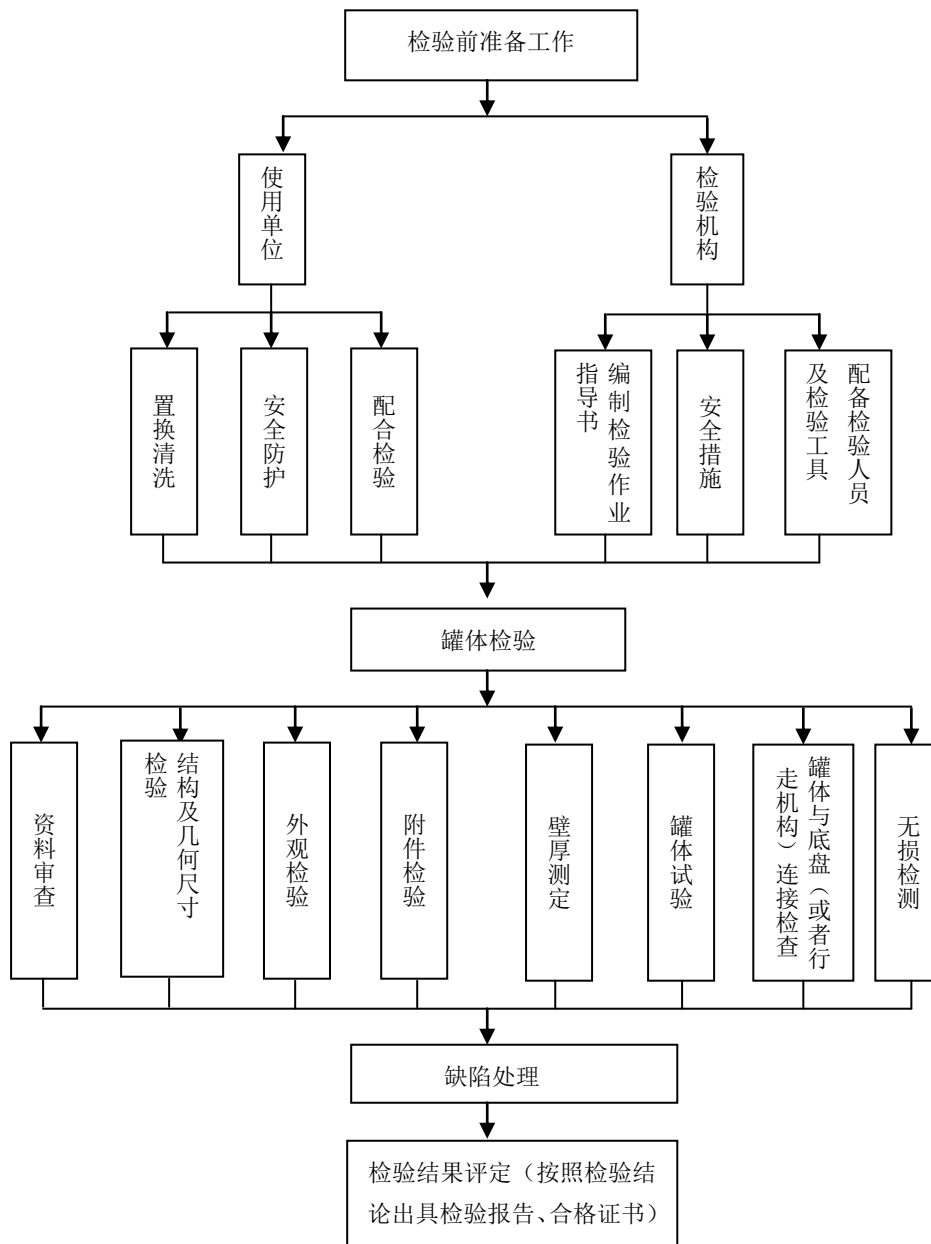 检验前准备工作
使用单位
检验机构
置换清洗
安全防护
配合检验
编制检验作业
指导书
安全措施
配备检验人员
及检验工具
罐体检验
资料审查
结构及几何尺寸
检验
外观检验
附件检验
壁厚测定
罐体试验
罐体与底盘（或者行
走机构）连接检查
无损检测
缺陷处理
检验结果评定（按照检验结
论出具检验报告、合格证书）